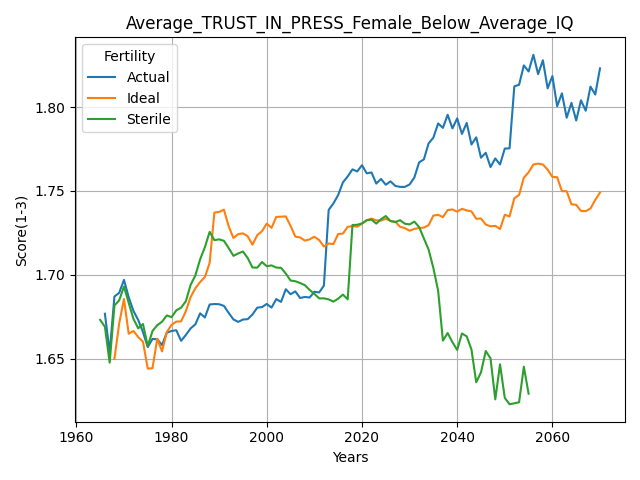 Average_TRUST_IN_PRESS_Female_Below_Average_IQ
Fertility
Actual
Ideal
Sterile
Score(1-3)
1.80
1.75
1.70
1.65
1960 1980 2000 2020 2040 2060
Years